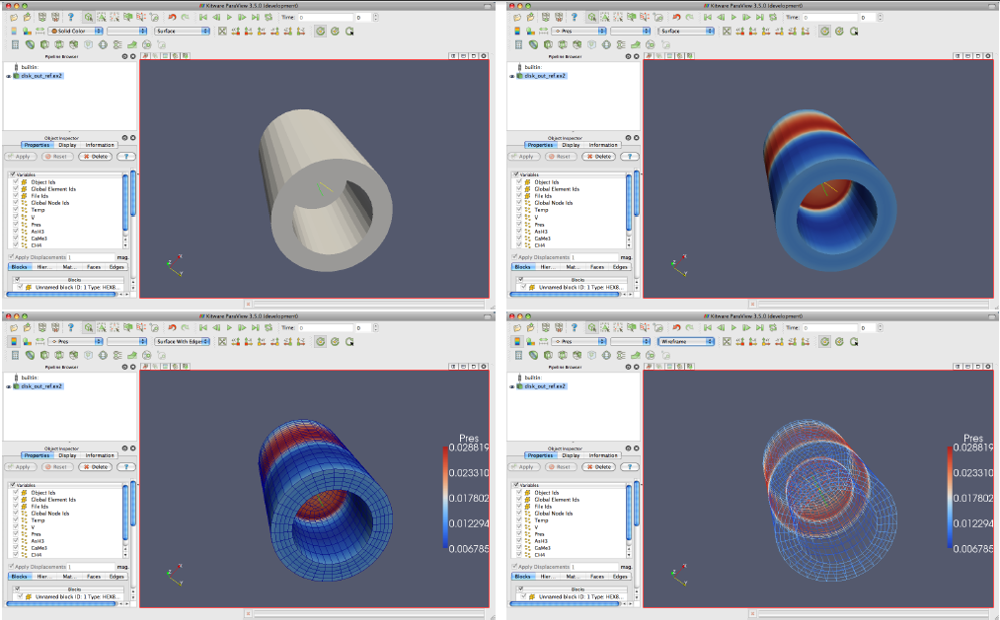 Kitware ParaView 3.5.0 (development)
Time: 0 0
Solid Color Surface
Pipeline Browser
builtin:
disk_out_ref.ex2
Object Inspector
Properties Display Information
Apply Reset Delete ?
Variables
Object Ids
Global Element Ids
File Ids
Global Node Ids
Temp
V
Pres
AsH3
GaMe3
CH4
Apply Displacements 1 mag.
Blocks Hier... Mat... Faces Edges
Blocks
Unnamed block ID: 1 Type: HEX8...
Kitware ParaView 3.5.0 (development)
Time: 0 0
Pres Surface
Pipeline Browser
builtin:
disk_out_ref.ex2
Object Inspector
Properties Display Information
Apply Reset Delete ?
Variables
Object Ids
Global Element Ids
File Ids
Global Node Ids
Temp
V
Pres
AsH3
GaMe3
CH4
Apply Displacements 1 mag.
Blocks Hier... Mat... Faces Edges
Blocks
Unnamed block ID: 1 Type: HEX8...
Kitware ParaView 3.5.0 (development)
Time: 0 0
Pres Surface With Edges
Pipeline Browser
builtin:
disk_out_ref.ex2
Object Inspector
Properties Display Information
Apply Reset Delete ?
Variables
Object Ids
Global Element Ids
File Ids
Global Node Ids
Temp
V
Pres
AsH3
GaMe3
CH4
Apply Displacements 1 mag.
Blocks Hier... Mat... Faces Edges
Blocks
Unnamed block ID: 1 Type: HEX8...
Pres
0.028819
0.023310
0.017802
0.012294
0.006785
Kitware ParaView 3.5.0 (development)
Time: 0 0
Pres Wireframe
Pipeline Browser
builtin:
disk_out_ref.ex2
Object Inspector
Properties Display Information
Apply Reset Delete ?
Variables
Object Ids
Global Element Ids
File Ids
Global Node Ids
Temp
V
Pres
AsH3
GaMe3
CH4
Apply Displacements 1 mag.
Blocks Hier... Mat... Faces Edges
Blocks
Unnamed block ID: 1 Type: HEX8...
Pres
0.028819
0.023310
0.017802
0.012294
0.006785